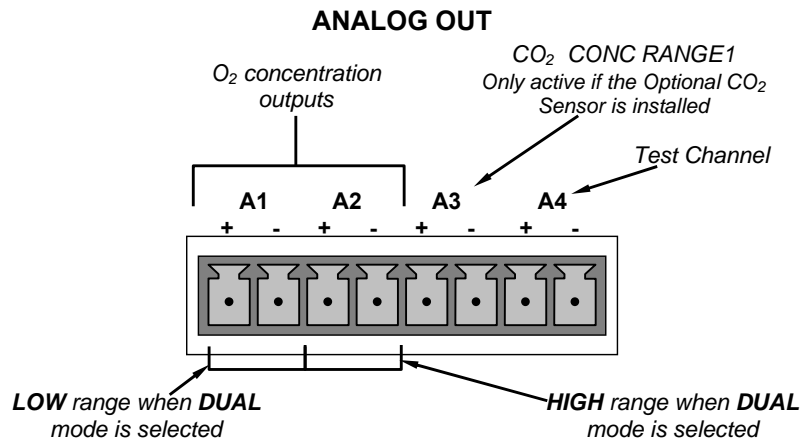 ANALOG OUT
O₂ concentration
outputs
CO₂ CONC RANGE1
Only active if the Optional CO₂
Sensor is installed
Test Channel
A1 A2 A3 A4
+ - + - + - + -
LOW range when DUAL
mode is selected
HIGH range when DUAL
mode is selected